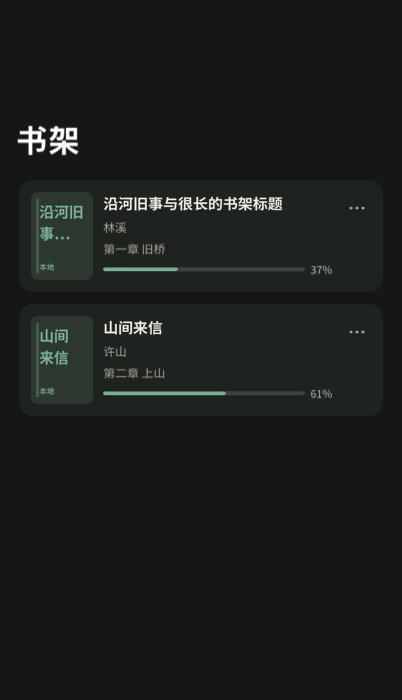 书架
沿河旧
事…
本地
沿河旧事与很长的书架标题
林溪
第一章 旧桥
37%
山间
来信
本地
山间来信
许山
第二章 上山
61%